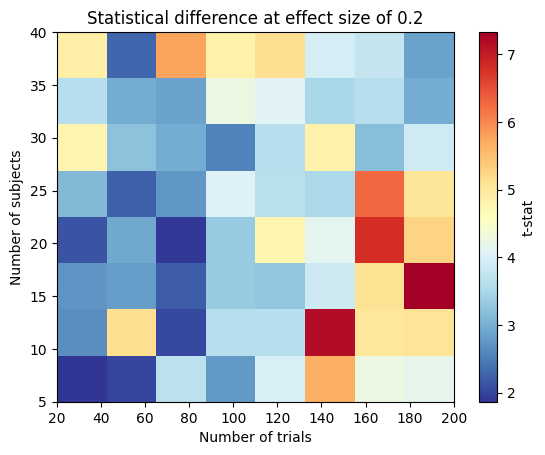 Statistical difference at effect size of 0.2
40
35
30
25
20
15
10
5
Number of subjects
20 40 60 80 100 120 140 160 180 200
Number of trials
7
6
5
4
3
2
t-stat